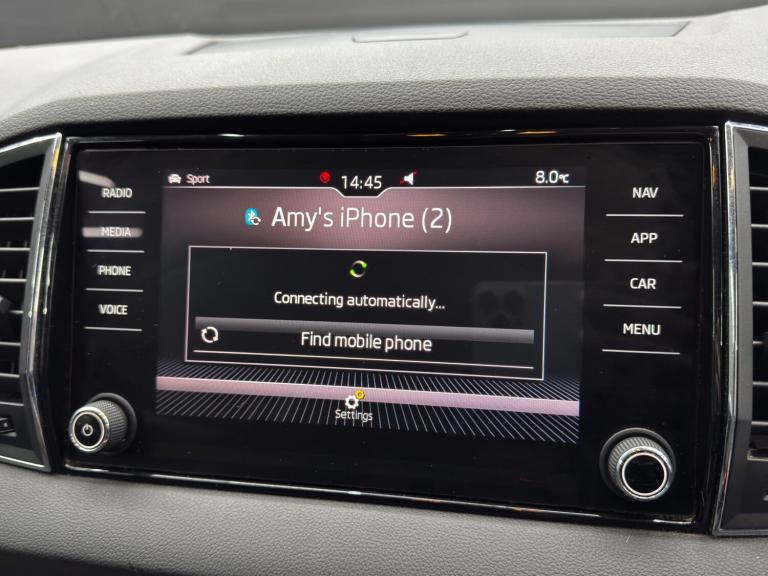 Sport
14:45
8.0°C
RADIO
MEDIA
PHONE
VOICE
Amy's iPhone (2)
Connecting automatically...
Find mobile phone
Settings
NAV
APP
CAR
MENU